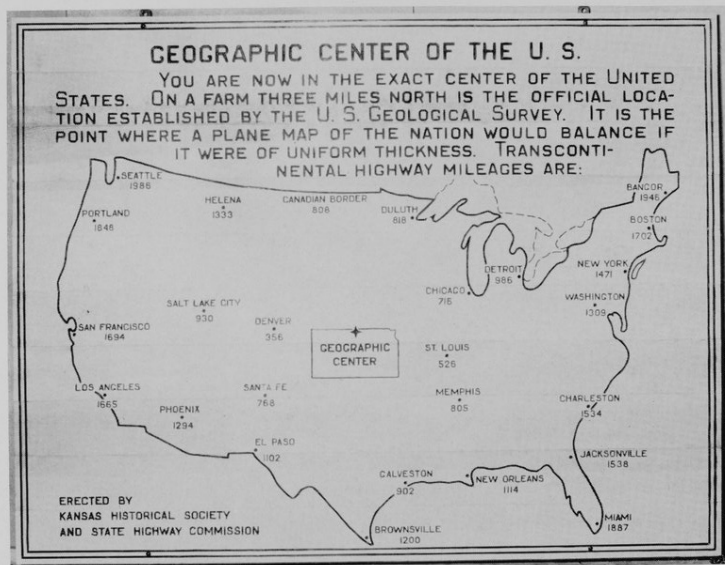 GEOGRAPHIC CENTER OF THE U. S.
YOU ARE NOW IN THE EXACT CENTER OF THE UNITED
STATES. ON A FARM THREE MILES NORTH IS THE OFFICIAL LOCA-
TION ESTABLISHED BY THE U. S. GEOLOGICAL SURVEY. IT IS THE
POINT WHERE A PLANE MAP OF THE NATION WOULD BALANCE IF
IT WERE OF UNIFORM THICKNESS. TRANSCONTI-
NENTAL HIGHWAY MILEAGES ARE:
SEATTLE
1986
HELENA
1333
CANADIAN BORDER
808
DULUTH
818
BANGOR
1946
PORTLAND
1848
BOSTON
1702
DETROIT
986
NEW YORK
1471
CHICAGO
716
WASHINGTON
1309
SALT LAKE CITY
930
SAN FRANCISCO
1694
DENVER
356
GEOGRAPHIC
CENTER
ST. LOUIS
526
LOS ANGELES
1665
SANTA FE
768
MEMPHIS
805
CHARLESTON
1534
PHOENIX
1294
EL PASO
1102
JACKSONVILLE
1538
GALVESTON
902
NEW ORLEANS
1114
MIAMI
1887
BROWNSVILLE
1200
ERECTED BY
KANSAS HISTORICAL SOCIETY
AND STATE HIGHWAY COMMISSION